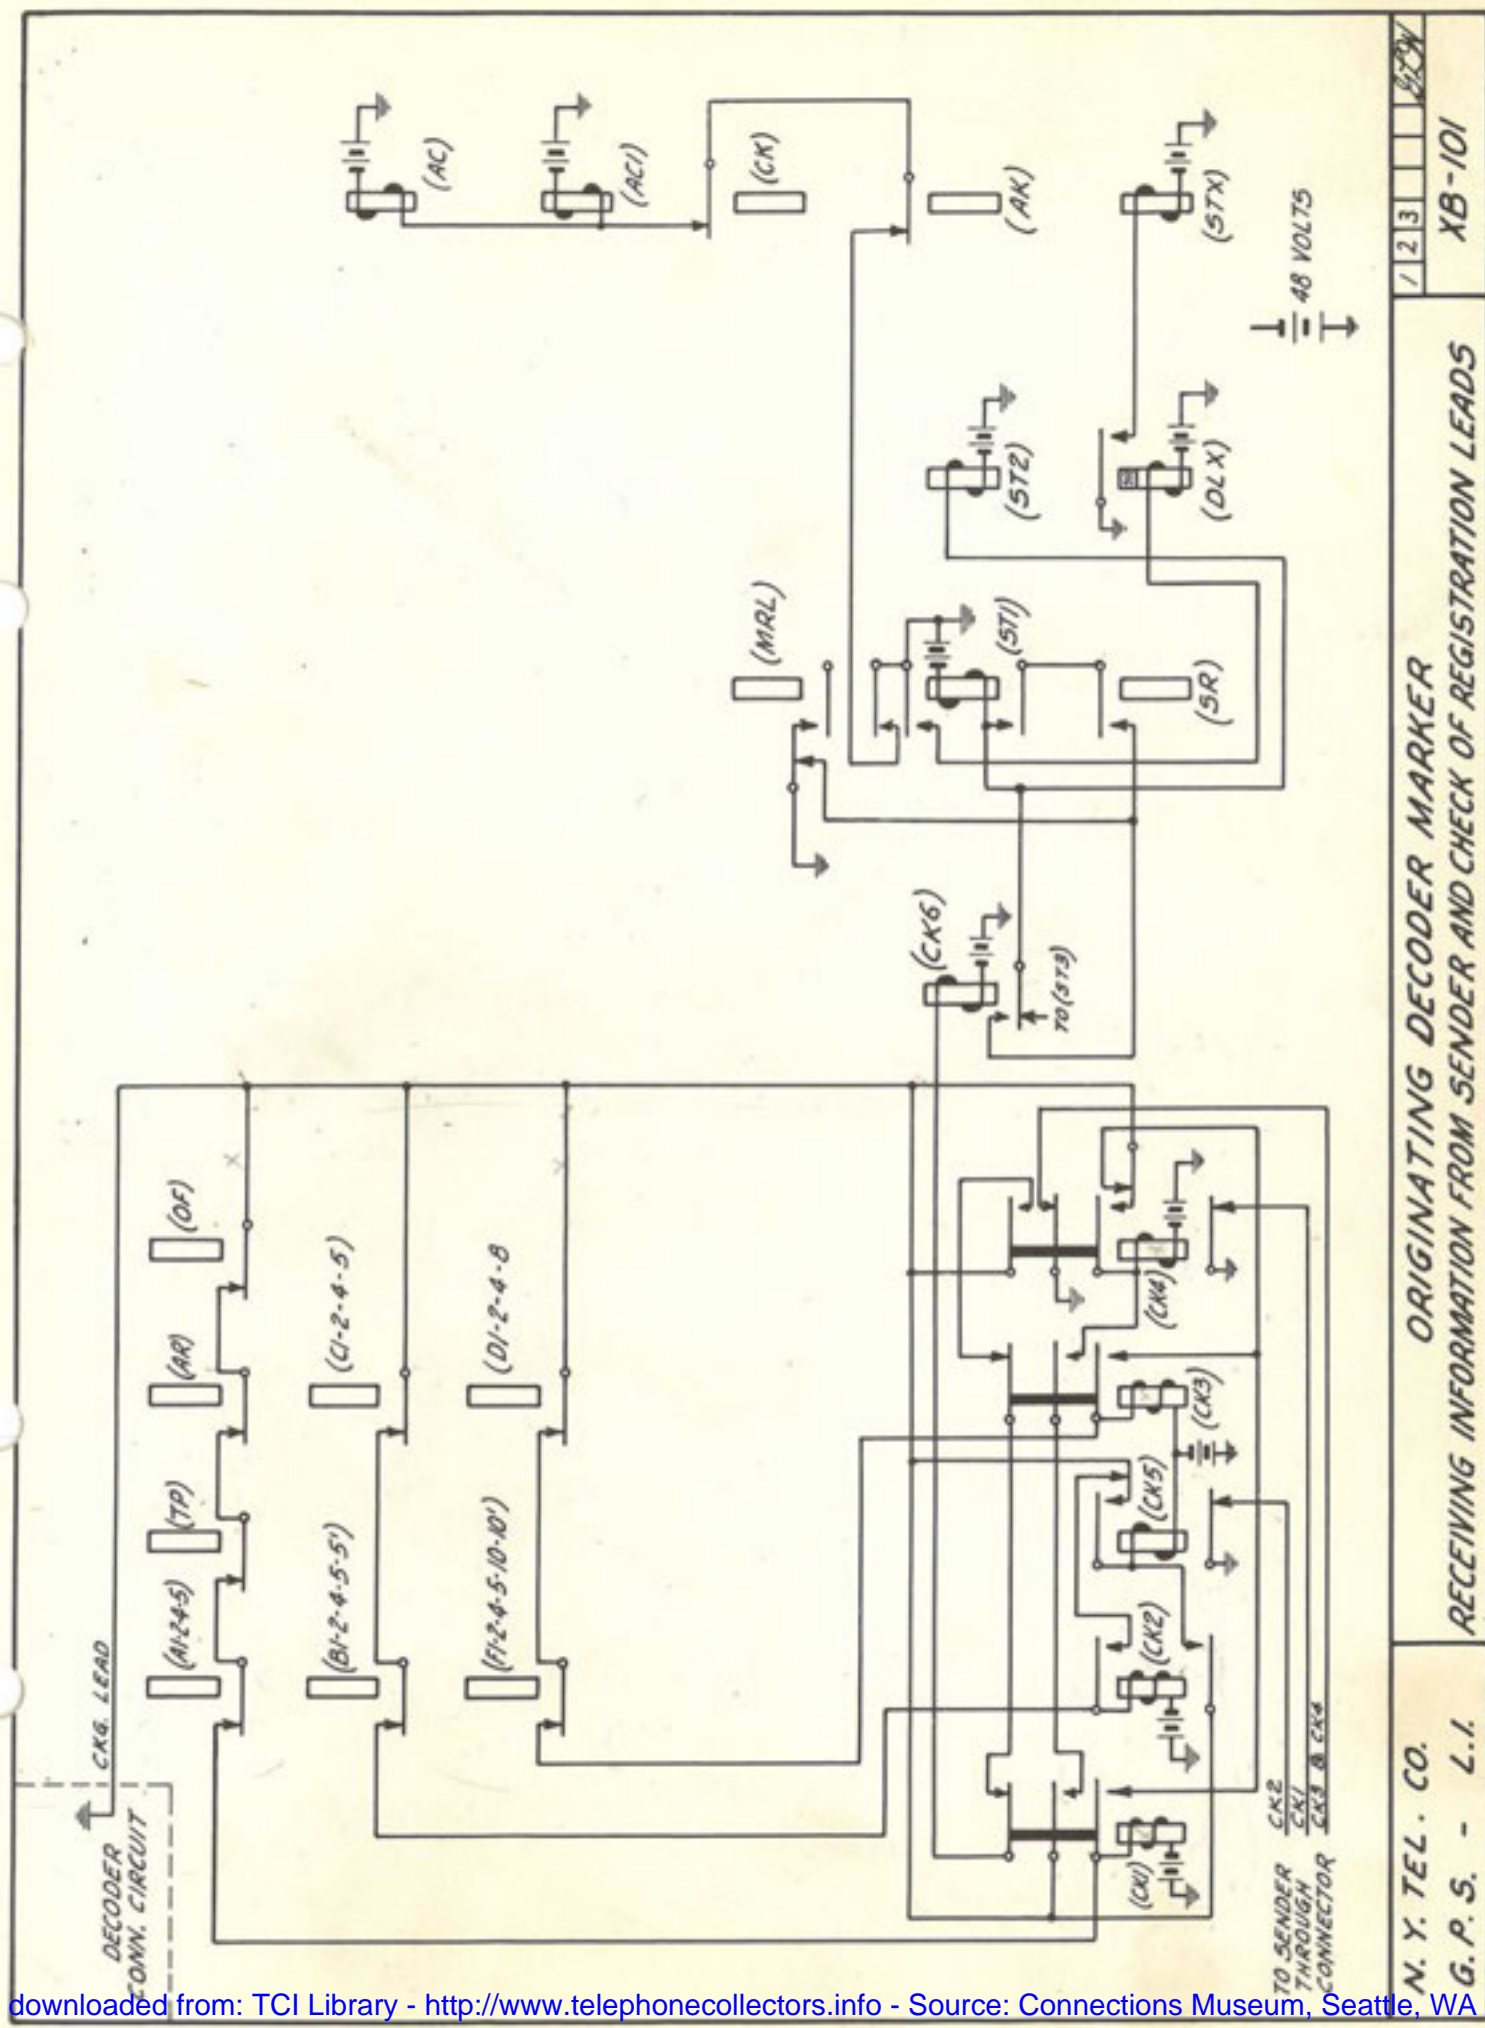 DECODER
CONN. CIRCUIT
CKG. LEAD
(A1-2-4-5)
(TP)
(AR)
(OF)
(B1-2-4-5-5')
(C1-2-4-5)
(F1-2-4-5-10-10')
(D1-2-4-8
(AC)
(AC1)
(CK)
(AK)
(MRL)
(ST2)
(STX)
(CK6)
(ST1)
(DLX)
(SR)
TO (ST3)
48 VOLTS
(CK1)
(CK2)
(CK5)
(CK3)
(CK4)
TO SENDER
THROUGH
CONNECTOR
CK2
CK1
CK3 & CK4
N. Y. TEL. CO.
G. P. S. - L.I.
ORIGINATING DECODER MARKER
RECEIVING INFORMATION FROM SENDER AND CHECK OF REGISTRATION LEADS
1 2 3
XB-101
downloaded from: TCI Library - http://www.telephonecollectors.info - Source: Connections Museum, Seattle, WA